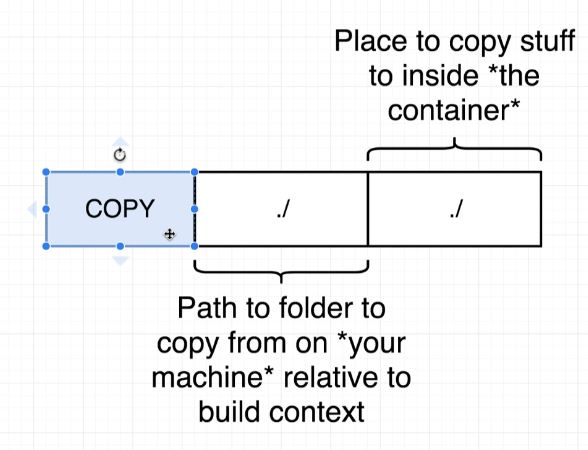 Place to copy stuff
to inside *the
container*
COPY
./
./
Path to folder to
copy from on *your
machine* relative to
build context